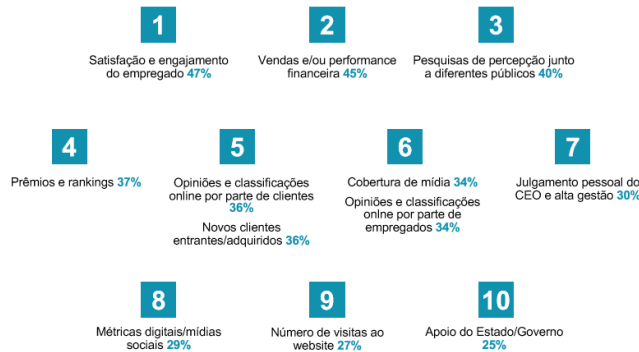 1
Satisfação e engajamento
do empregado 47%
2
Vendas e/ou performance
financeira 45%
3
Pesquisas de percepção junto
a diferentes públicos 40%
4
Prêmios e rankings 37%
5
Opiniões e classificações
online por parte de clientes
36%
Novos clientes
entrantes/adquiridos 36%
6
Cobertura de mídia 34%
Opiniões e classificações
onlne por parte de
empregados 34%
7
Julgamento pessoal do
CEO e alta gestão 30%
8
Métricas digitais/mídias
sociais 29%
9
Número de visitas ao
website 27%
10
Apoio do Estado/Governo
25%